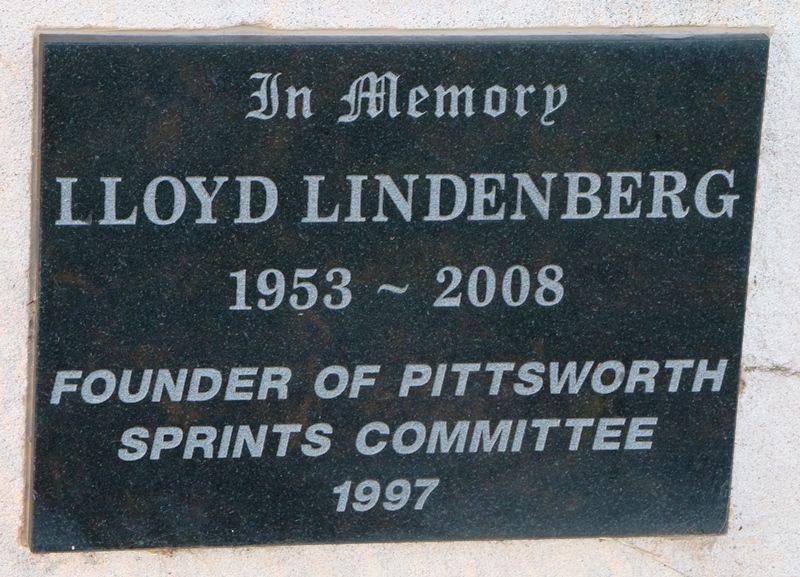 In Memory
LLOYD LINDENBERG
1953 ~ 2008
FOUNDER OF PITTSWORTH
SPRINTS COMMITTEE
1997